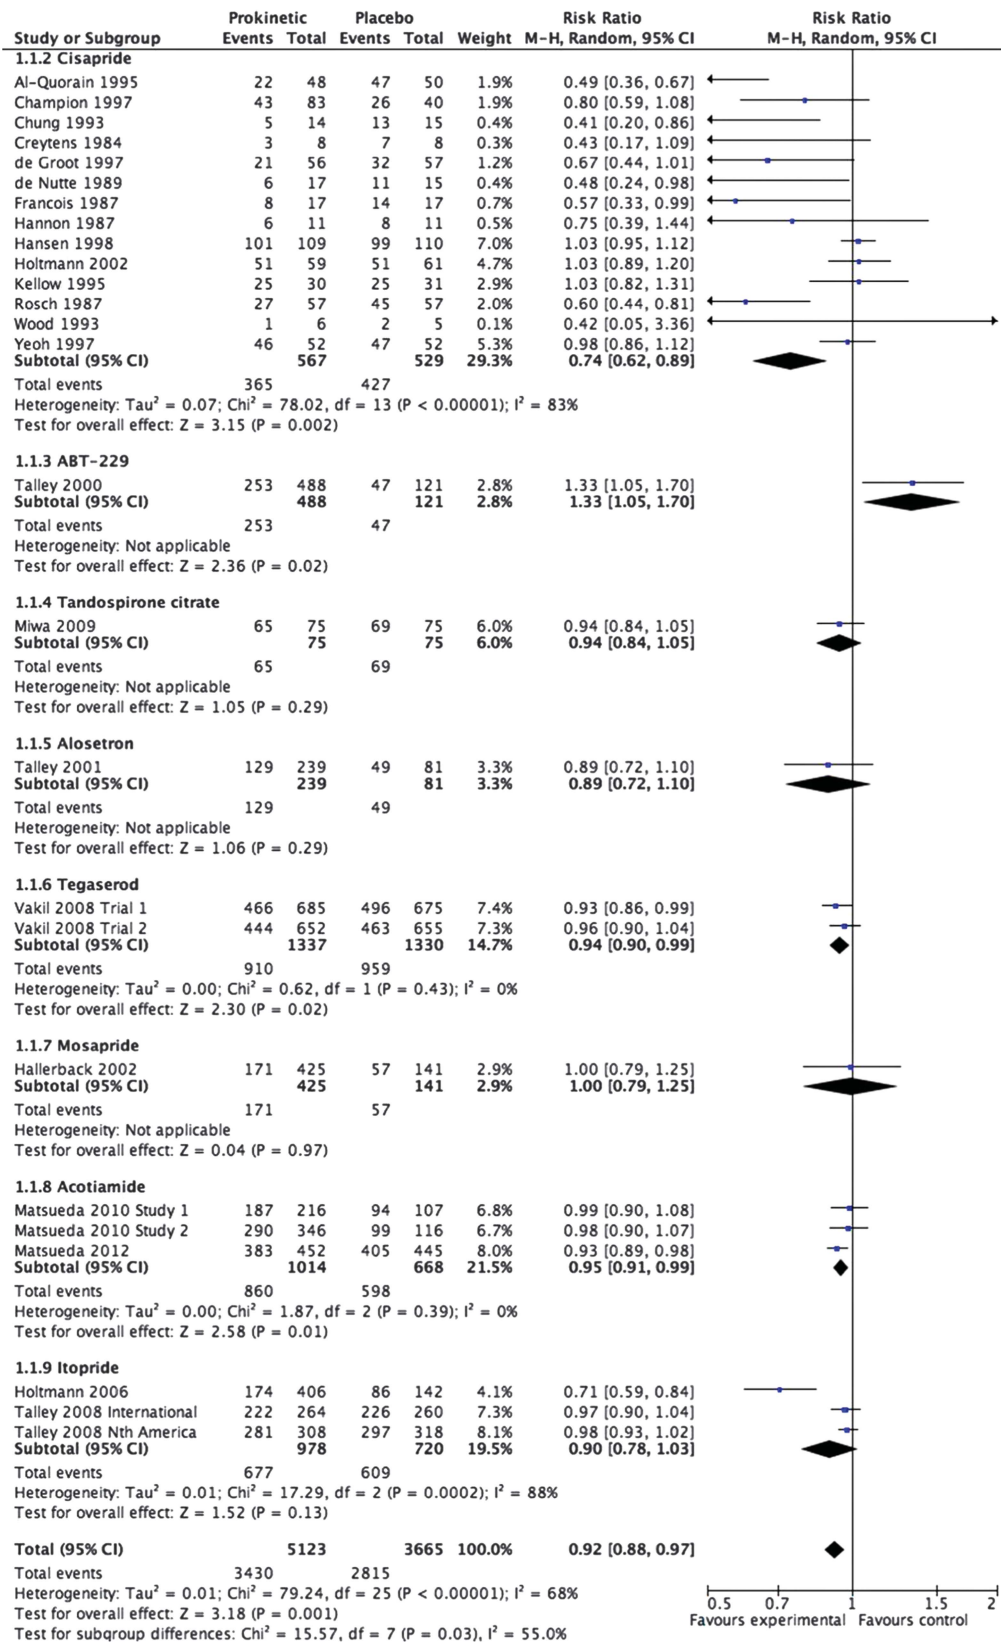 Prokinetic Placebo Risk Ratio Risk Ratio
Study or Subgroup Events Total Events Total Weight M-H, Random, 95% CI M-H, Random, 95% CI
1.1.2 Cisapride
Al-Quorain 1995 22 48 47 50 1.9% 0.49 [0.36, 0.67]
Champion 1997 43 83 26 40 1.9% 0.80 [0.59, 1.08]
Chung 1993 5 14 13 15 0.4% 0.41 [0.20, 0.86]
Creytens 1984 3 8 7 8 0.3% 0.43 [0.17, 1.09]
de Groot 1997 21 56 32 57 1.2% 0.67 [0.44, 1.01]
de Nutte 1989 6 17 11 15 0.4% 0.48 [0.24, 0.98]
Francois 1987 8 17 14 17 0.7% 0.57 [0.33, 0.99]
Hannon 1987 6 11 8 11 0.5% 0.75 [0.39, 1.44]
Hansen 1998 101 109 99 110 7.0% 1.03 [0.95, 1.12]
Holtmann 2002 51 59 51 61 4.7% 1.03 [0.89, 1.20]
Kellow 1995 25 30 25 31 2.9% 1.03 [0.82, 1.31]
Rosch 1987 27 57 45 57 2.0% 0.60 [0.44, 0.81]
Wood 1993 1 6 2 5 0.1% 0.42 [0.05, 3.36]
Yeoh 1997 46 52 47 52 5.3% 0.98 [0.86, 1.12]
Subtotal (95% CI) 567 529 29.3% 0.74 [0.62, 0.89]
Total events 365 427
Heterogeneity: Tau² = 0.07; Chi² = 78.02, df = 13 (P < 0.00001); I² = 83%
Test for overall effect: Z = 3.15 (P = 0.002)
1.1.3 ABT-229
Talley 2000 253 488 47 121 2.8% 1.33 [1.05, 1.70]
Subtotal (95% CI) 488 121 2.8% 1.33 [1.05, 1.70]
Total events 253 47
Heterogeneity: Not applicable
Test for overall effect: Z = 2.36 (P = 0.02)
1.1.4 Tandospirone citrate
Miwa 2009 65 75 69 75 6.0% 0.94 [0.84, 1.05]
Subtotal (95% CI) 75 75 6.0% 0.94 [0.84, 1.05]
Total events 65 69
Heterogeneity: Not applicable
Test for overall effect: Z = 1.05 (P = 0.29)
1.1.5 Alosetron
Talley 2001 129 239 49 81 3.3% 0.89 [0.72, 1.10]
Subtotal (95% CI) 239 81 3.3% 0.89 [0.72, 1.10]
Total events 129 49
Heterogeneity: Not applicable
Test for overall effect: Z = 1.06 (P = 0.29)
1.1.6 Tegaserod
Vakil 2008 Trial 1 466 685 496 675 7.4% 0.93 [0.86, 0.99]
Vakil 2008 Trial 2 444 652 463 655 7.3% 0.96 [0.90, 1.04]
Subtotal (95% CI) 1337 1330 14.7% 0.94 [0.90, 0.99]
Total events 910 959
Heterogeneity: Tau² = 0.00; Chi² = 0.62, df = 1 (P = 0.43); I² = 0%
Test for overall effect: Z = 2.30 (P = 0.02)
1.1.7 Mosapride
Hallerback 2002 171 425 57 141 2.9% 1.00 [0.79, 1.25]
Subtotal (95% CI) 425 141 2.9% 1.00 [0.79, 1.25]
Total events 171 57
Heterogeneity: Not applicable
Test for overall effect: Z = 0.04 (P = 0.97)
1.1.8 Acotiamide
Matsueda 2010 Study 1 187 216 94 107 6.8% 0.99 [0.90, 1.08]
Matsueda 2010 Study 2 290 346 99 116 6.7% 0.98 [0.90, 1.07]
Matsueda 2012 383 452 405 445 8.0% 0.93 [0.89, 0.98]
Subtotal (95% CI) 1014 668 21.5% 0.95 [0.91, 0.99]
Total events 860 598
Heterogeneity: Tau² = 0.00; Chi² = 1.87, df = 2 (P = 0.39); I² = 0%
Test for overall effect: Z = 2.58 (P = 0.01)
1.1.9 Itopride
Holtmann 2006 174 406 86 142 4.1% 0.71 [0.59, 0.84]
Talley 2008 International 222 264 226 260 7.3% 0.97 [0.90, 1.04]
Talley 2008 Nth America 281 308 297 318 8.1% 0.98 [0.93, 1.02]
Subtotal (95% CI) 978 720 19.5% 0.90 [0.78, 1.03]
Total events 677 609
Heterogeneity: Tau² = 0.01; Chi² = 17.29, df = 2 (P = 0.0002); I² = 88%
Test for overall effect: Z = 1.52 (P = 0.13)
Total (95% CI) 5123 3665 100.0% 0.92 [0.88, 0.97]
Total events 3430 2815
Heterogeneity: Tau² = 0.01; Chi² = 79.24, df = 25 (P < 0.00001); I² = 68%
Test for overall effect: Z = 3.18 (P = 0.001)
Test for subgroup differences: Chi² = 15.57, df = 7 (P = 0.03), I² = 55.0%
0.5 0.7 1 1.5 2
Favours experimental Favours control